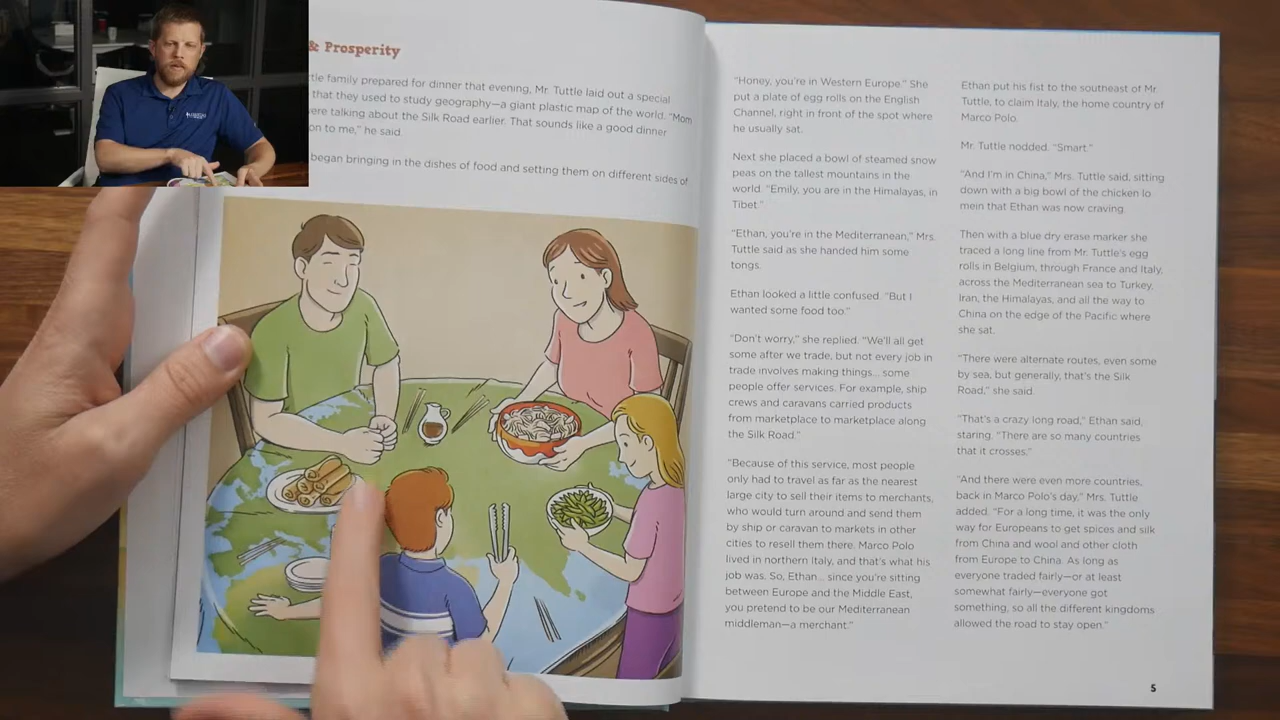 & Prosperity
tle family prepared for dinner that evening, Mr. Tuttle laid out a special
that they used to study geography—a giant plastic map of the world. “Mom
ere talking about the Silk Road earlier. That sounds like a good dinner
on to me,” he said.
began bringing in the dishes of food and setting them on different sides of
“Honey, you’re in Western Europe.” She
put a plate of egg rolls on the English
Channel, right in front of the spot where
he usually sat.
Next she placed a bowl of steamed snow
peas on the tallest mountains in the
world. “Emily, you are in the Himalayas, in
Tibet.”
“Ethan, you’re in the Mediterranean,” Mrs.
Tuttle said as she handed him some
tongs.
Ethan looked a little confused. “But I
wanted some food too.”
“Don’t worry,” she replied. “We’ll all get
some after we trade, but not every job in
trade involves making things... some
people offer services. For example, ship
crews and caravans carried products
from marketplace to marketplace along
the Silk Road.”
“Because of this service, most people
only had to travel as far as the nearest
large city to sell their items to merchants,
who would turn around and send them
by ship or caravan to markets in other
cities to resell them there. Marco Polo
lived in northern Italy, and that’s what his
job was. So, Ethan... since you’re sitting
between Europe and the Middle East,
you pretend to be our Mediterranean
middleman—a merchant.”
Ethan put his fist to the southeast of Mr.
Tuttle, to claim Italy, the home country of
Marco Polo.
Mr. Tuttle nodded. “Smart.”
“And I’m in China,” Mrs. Tuttle said, sitting
down with a big bowl of the chicken lo
mein that Ethan was now craving.
Then with a blue dry erase marker she
traced a long line from Mr. Tuttle’s egg
rolls in Belgium, through France and Italy,
across the Mediterranean sea to Turkey,
Iran, the Himalayas, and all the way to
China on the edge of the Pacific where
she sat.
“There were alternate routes, even some
by sea, but generally, that’s the Silk
Road,” she said.
“That’s a crazy long road,” Ethan said,
staring. “There are so many countries
that it crosses.”
“And there were even more countries,
back in Marco Polo’s day,” Mrs. Tuttle
added. “For a long time, it was the only
way for Europeans to get spices and silk
from China and wool and other cloth
from Europe to China. As long as
everyone traded fairly—or at least
somewhat fairly—everyone got
something, so all the different kingdoms
allowed the road to stay open.”
5